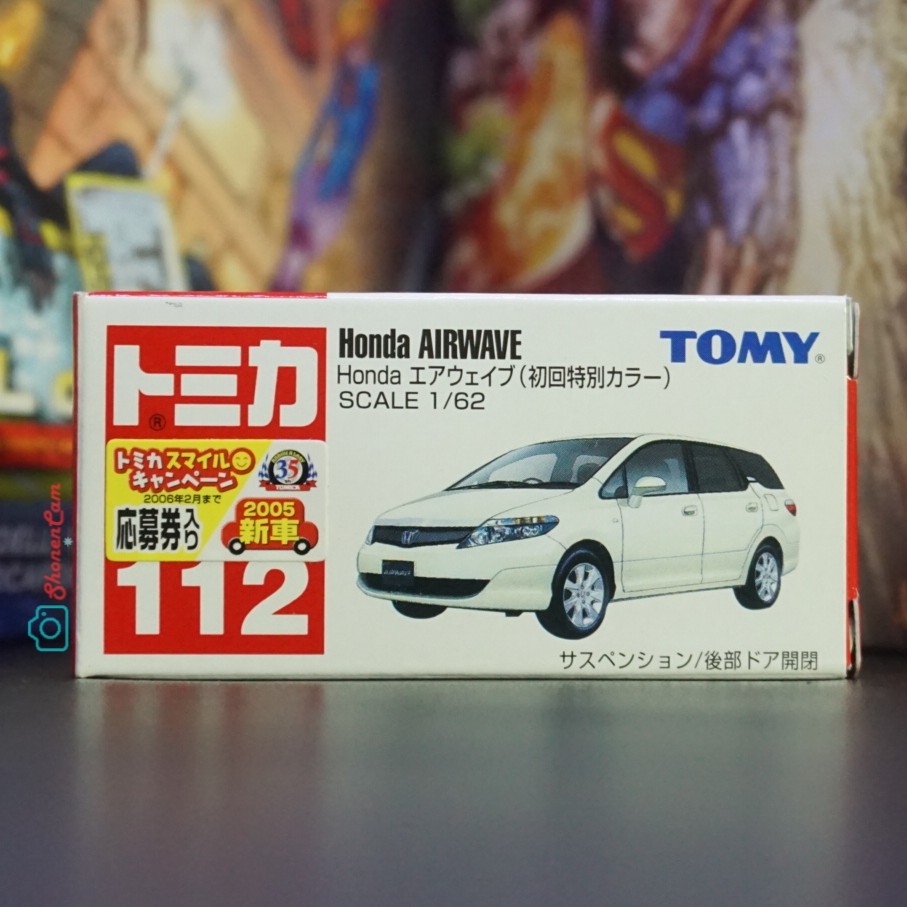 Honda AIRWAVE
Honda エアウェイブ(初回特別カラー)
SCALE 1/62
TOMY®
トミカ®
トミカスマイル
キャンペーン
2006年2月まで
応募券入り
35
2005
新車
112
AIRWAVE
サスペンション/後部ドア開閉
ShonenCam